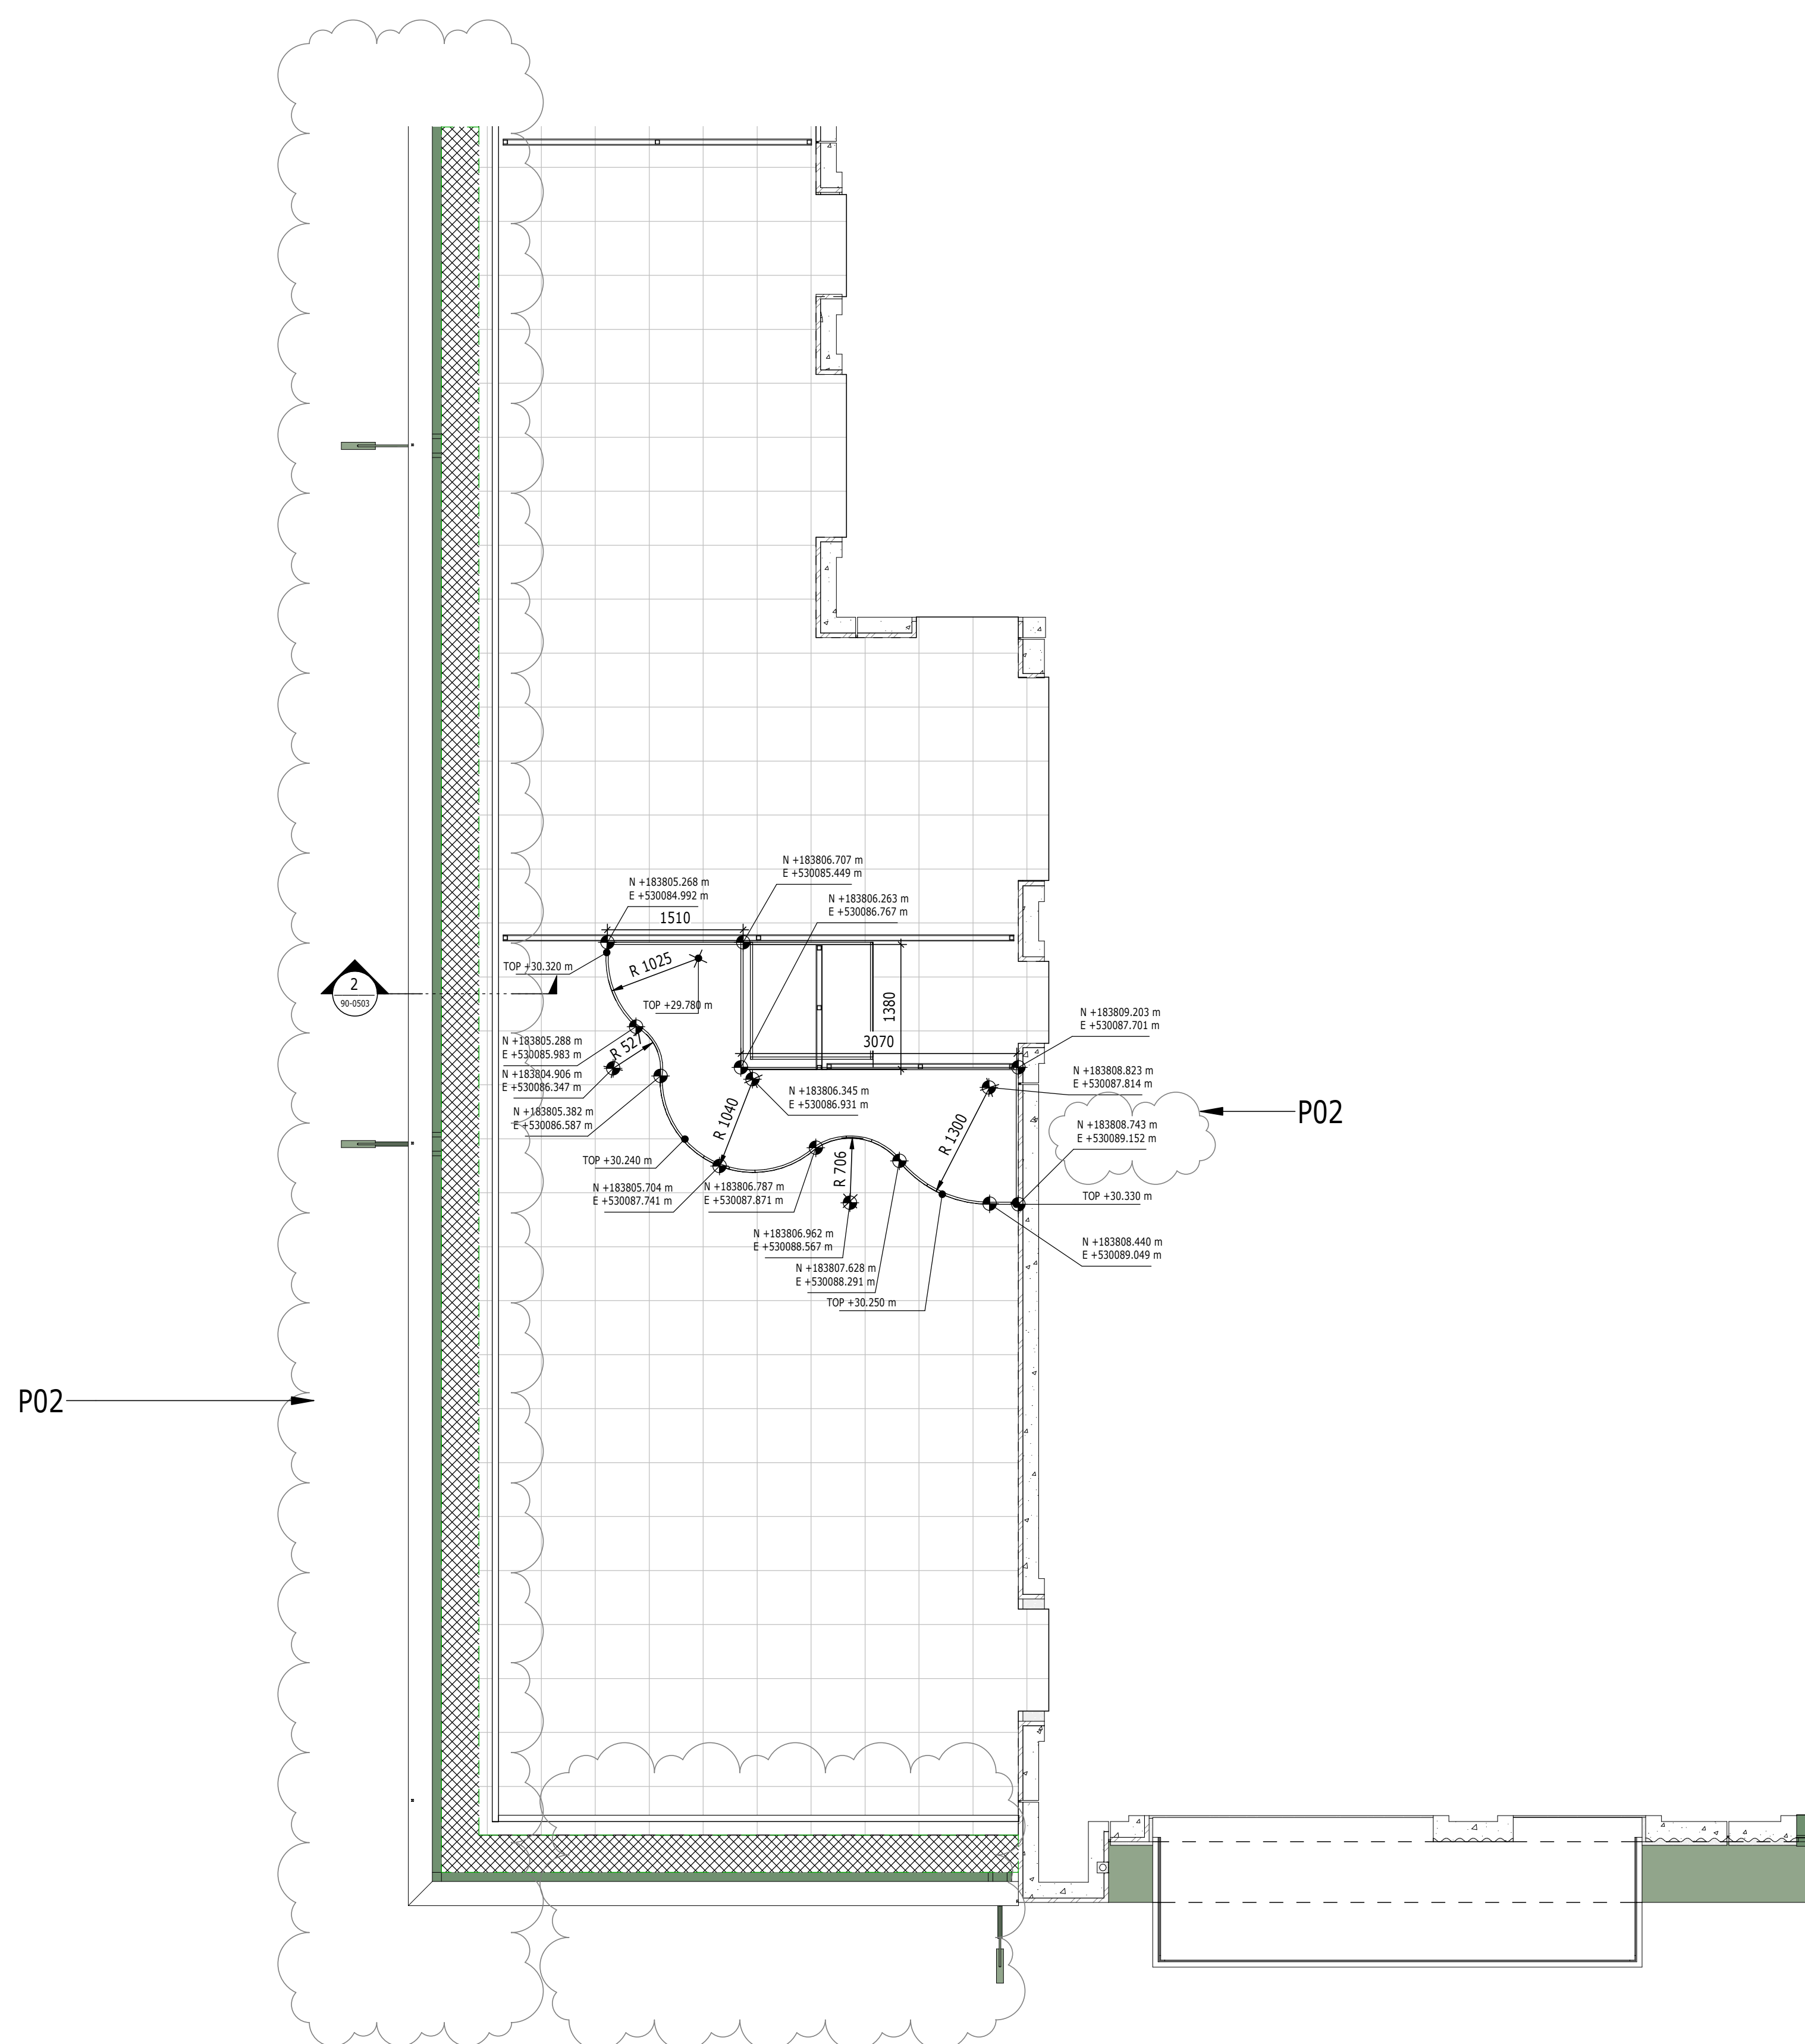 N +183806.707 m
E +530085.449 m
N +183805.268 m
E +530084.992 m
N +183806.263 m
E +530086.767 m
1510
TOP +30.320 m
R 1025
2
90-0503
TOP +29.780 m
1380
3070
N +183809.203 m
E +530087.701 m
N +183805.288 m
E +530085.983 m
R 527
N +183804.906 m
E +530086.347 m
N +183808.823 m
E +530087.814 m
N +183806.345 m
E +530086.931 m
N +183805.382 m
E +530086.587 m
R 1040
R 1300
P02
N +183808.743 m
E +530089.152 m
TOP +30.240 m
R 706
N +183805.704 m
E +530087.741 m
N +183806.787 m
E +530087.871 m
TOP +30.330 m
N +183806.962 m
E +530088.567 m
N +183808.440 m
E +530089.049 m
N +183807.628 m
E +530088.291 m
TOP +30.250 m
P02